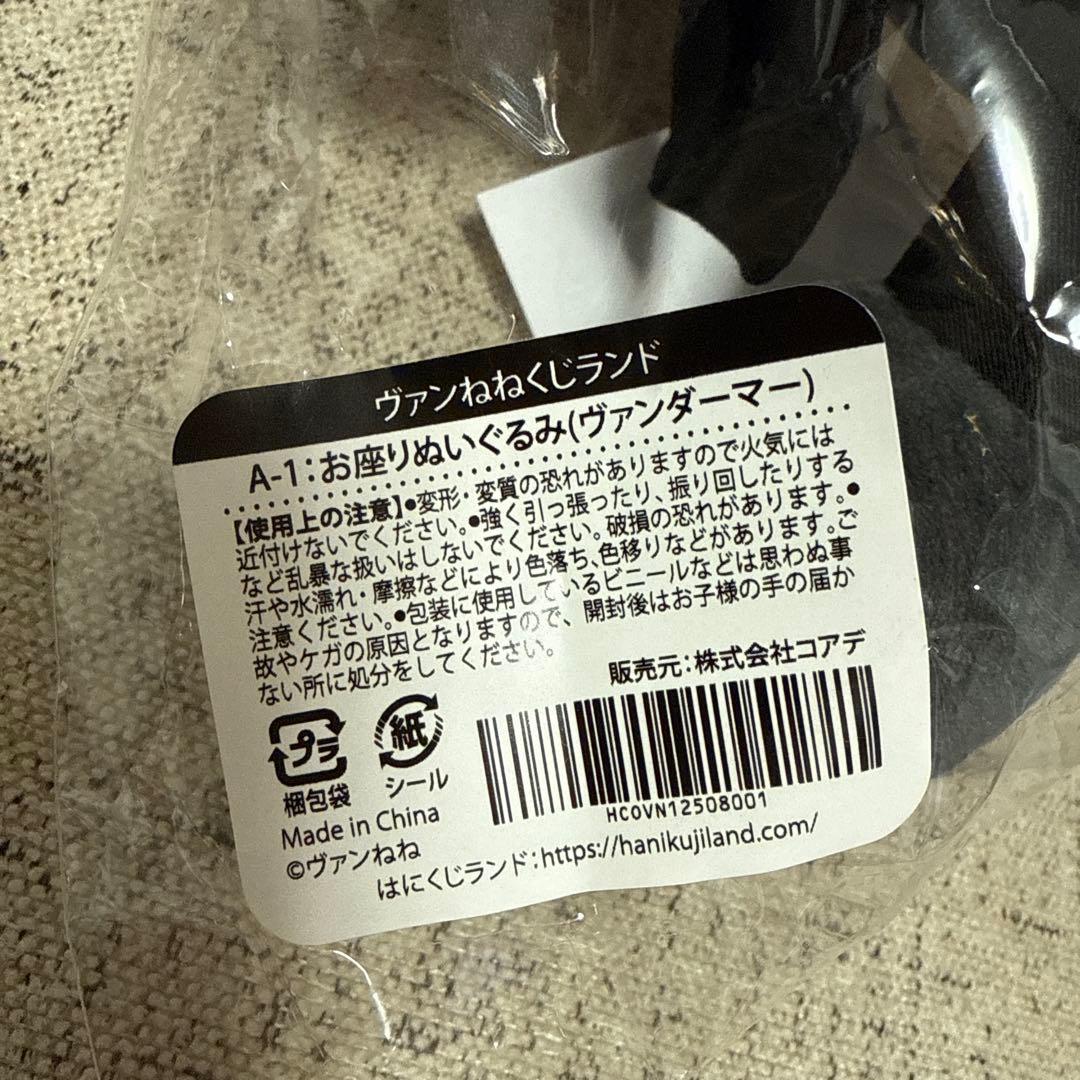 ヴァンねねくじランド
A-1：お座りぬいぐるみ(ヴァンダーマー)
【使用上の注意】●変形・変質の恐れがありますので火気には
近付けないでください。●強く引っ張ったり、振り回したりする
など乱暴な扱いはしないでください。破損の恐れがあります。●
汗や水濡れ・摩擦などにより色落ち、色移りなどがあります。ご
注意ください。●包装に使用しているビニールなどは思わぬ事
故やケガの原因となりますので、開封後はお子様の手の届か
ない所に処分をしてください。
販売元：株式会社コアデ
プラ
紙
梱包袋
シール
HCOVN12508001
Made in China
©ヴァンねね
はにくじランド：https://hanikujiland.com/